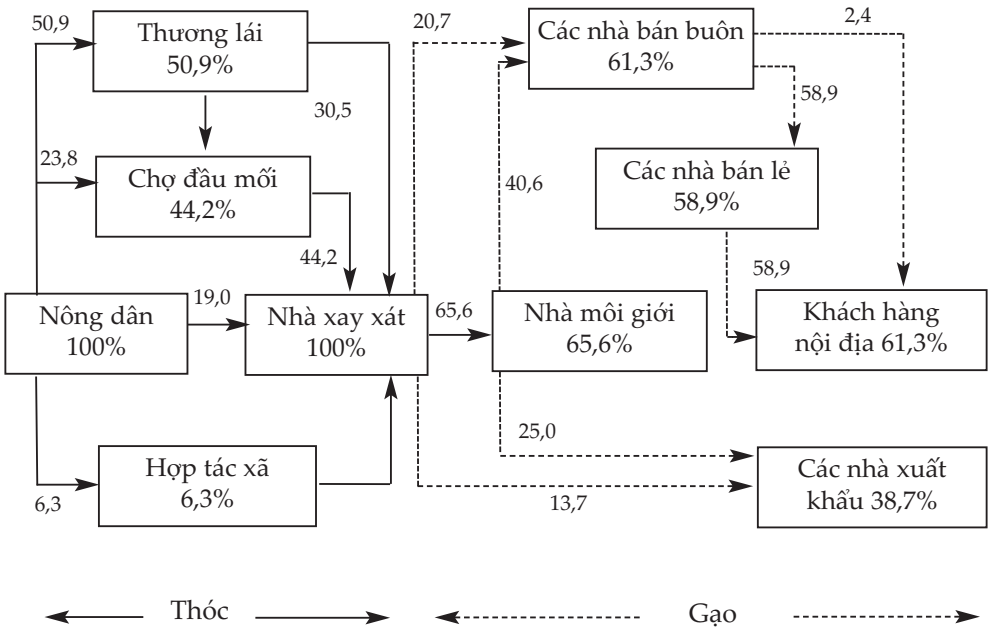 50,9
Thương lái
50,9%
20,7
Các nhà bán buôn
61,3%
2,4
30,5
58,9
23,8
Chợ đầu mối
44,2%
40,6
Các nhà bán lẻ
58,9%
44,2
58,9
Nông dân
100%
19,0
Nhà xay xát
100%
65,6
Nhà môi giới
65,6%
Khách hàng
nội địa 61,3%
6,3
Hợp tác xã
6,3%
25,0
13,7
Các nhà xuất
khẩu 38,7%
Thóc
Gạo